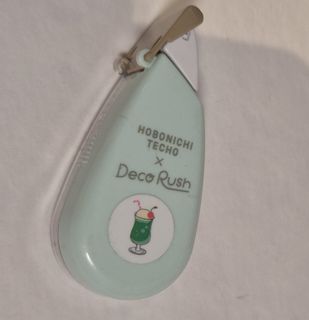 HOBONICHI
TECHO
×
Deco Rush